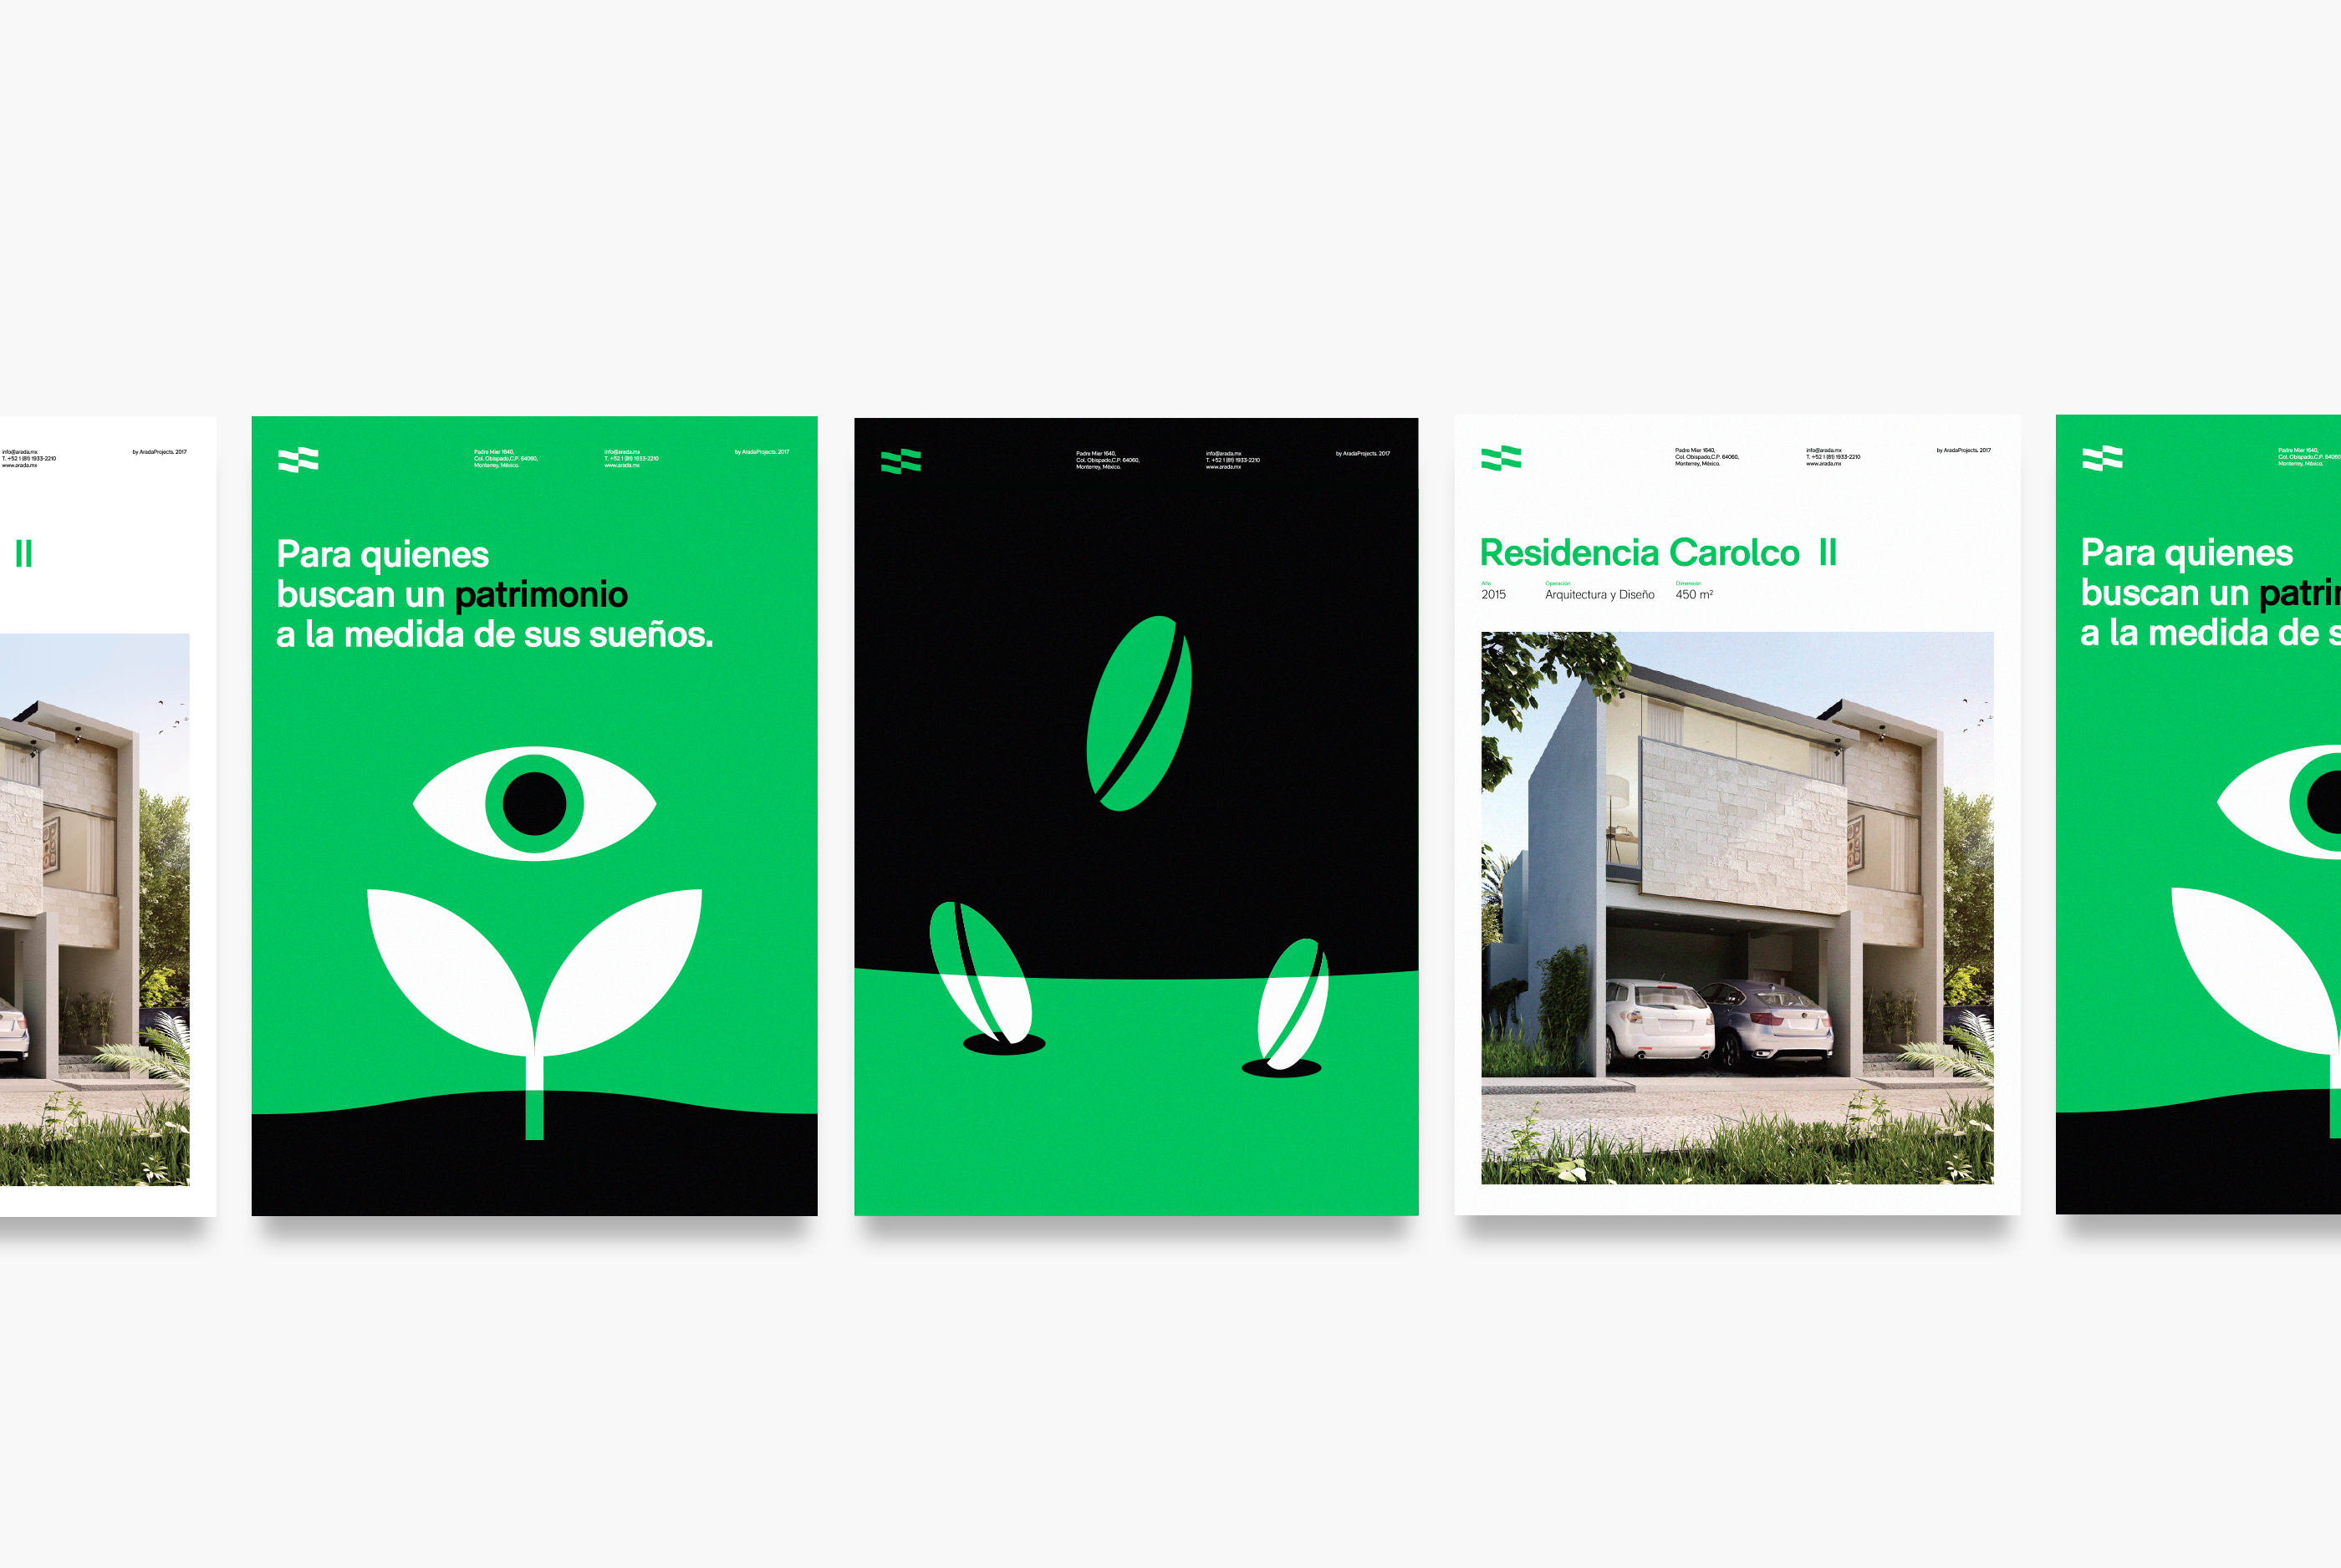 info@arada.mx
T. +52 1 (81) 1933-2210
www.arada.mx
by AradaProjects. 2017
II
Padre Mier 1640,
Col. Obispado,C.P. 64060,
Monterrey, México.
info@arada.mx
T. +52 1 (81) 1933-2210
www.arada.mx
by AradaProjects. 2017
Para quienes
buscan un patrimonio
a la medida de sus sueños.
Padre Mier 1640,
Col. Obispado,C.P. 64060,
Monterrey, México.
info@arada.mx
T. +52 1 (81) 1933-2210
www.arada.mx
by AradaProjects. 2017
Padre Mier 1640,
Col. Obispado,C.P. 64060,
Monterrey, México.
info@arada.mx
T. +52 1 (81) 1933-2210
www.arada.mx
by AradaProjects. 2017
Residencia Carolco II
Año
2015
Operación
Arquitectura y Diseño
Dimensión
450 m²
Padre Mier 1640,
Col. Obispado,C.P. 64060
Monterrey, México.
Para quienes
buscan un patri
a la medida de s